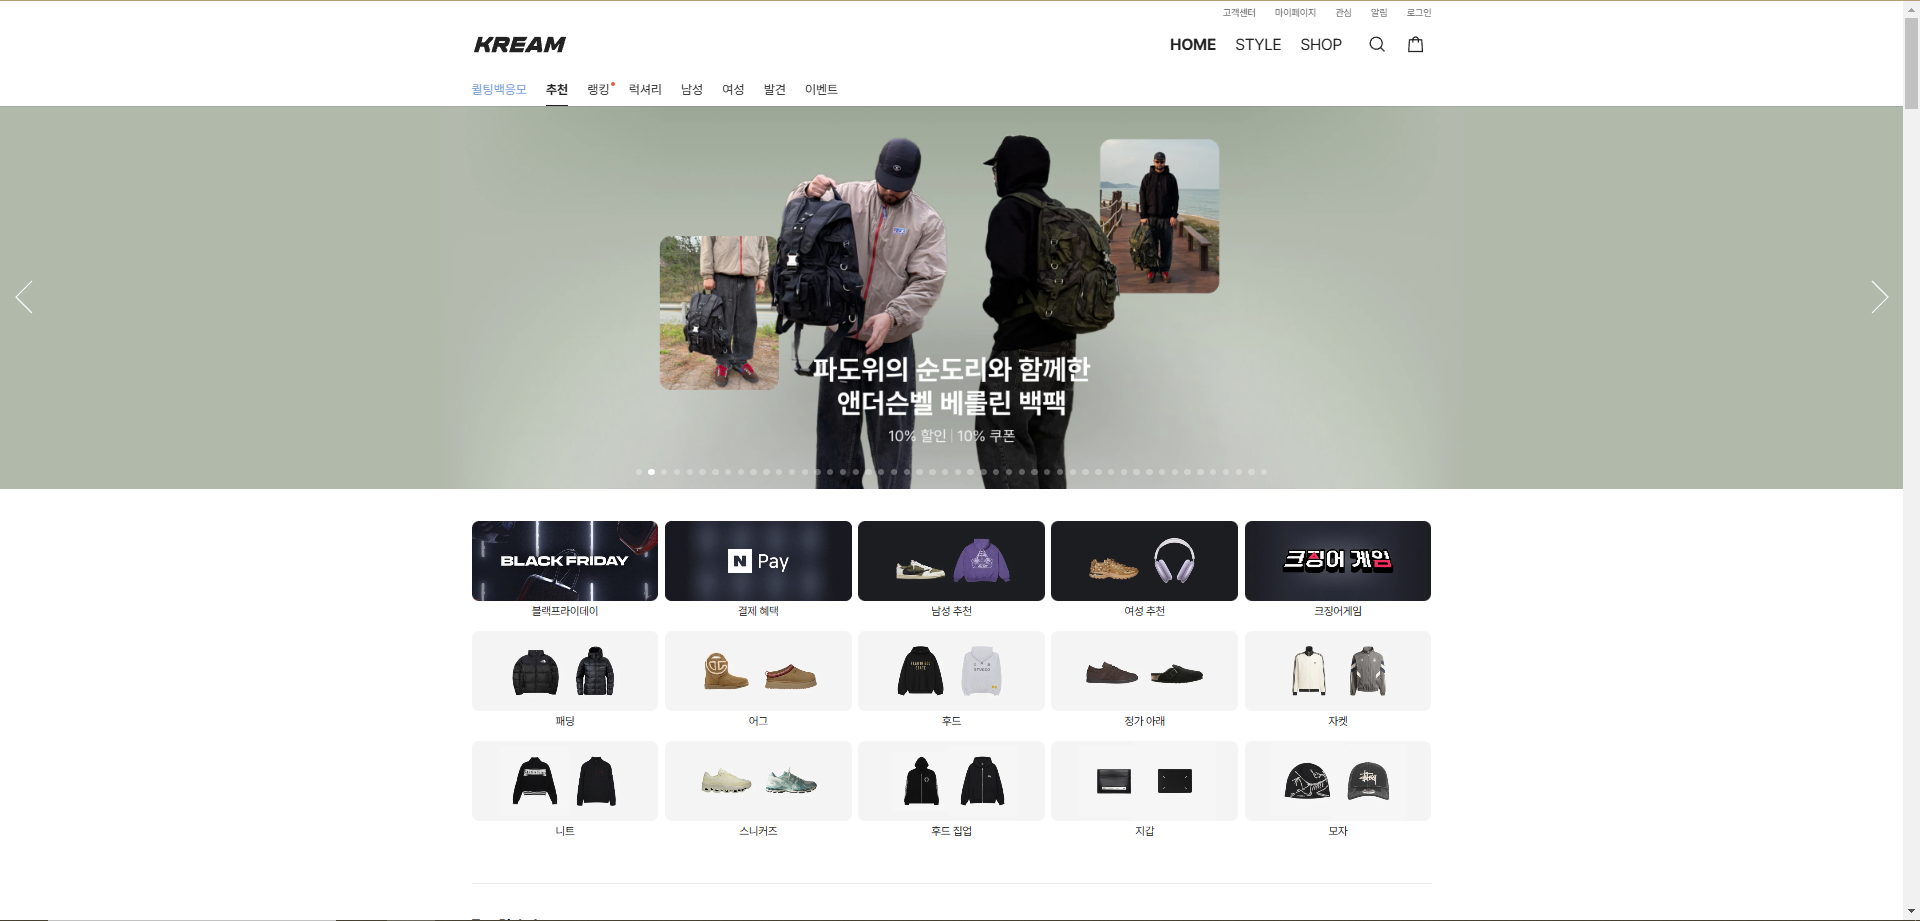 고객센터 마이페이지 관심 알림 로그인
KREAM
HOME STYLE SHOP
퀼팅백응모 추천 랭킹 럭셔리 남성 여성 발견 이벤트
파도위의 순도리와 함께한
앤더슨벨 베를린 백팩
10% 할인 | 10% 쿠폰
BLACK FRIDAY
N Pay
크징어 게임
블랙프라이데이 결제 혜택 남성 추천 여성 추천 크징어게임
패딩 어그 후드 정가 아래 자켓
니트 스니커즈 후드 집업 지갑 모자